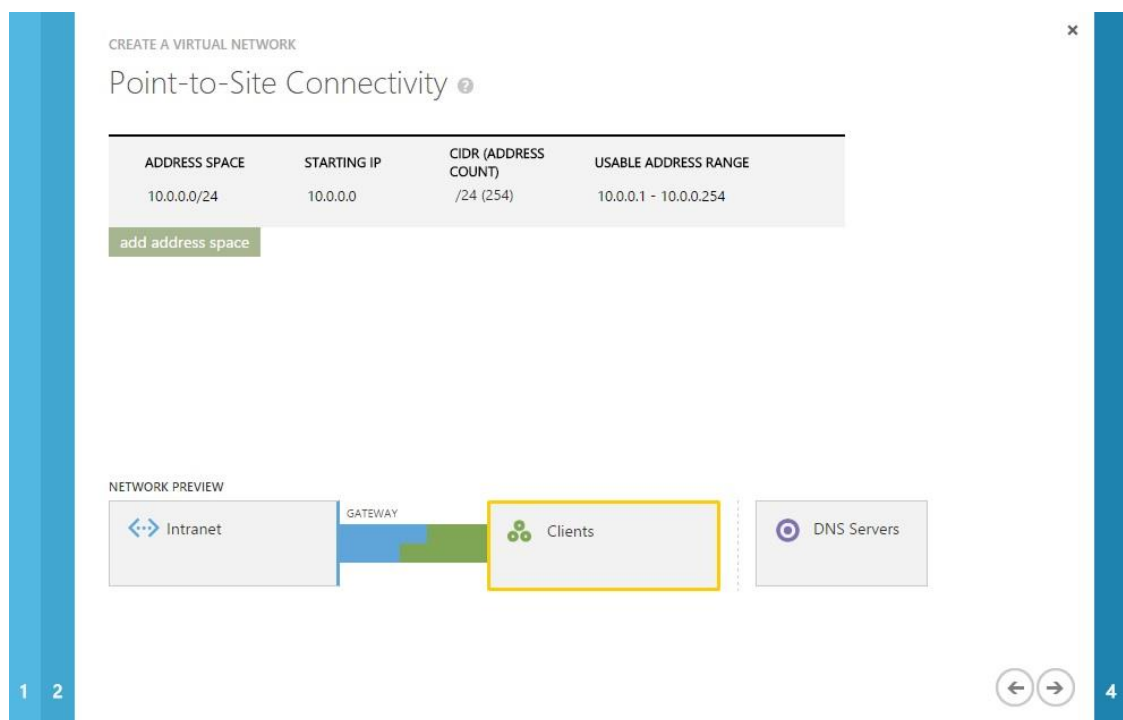 CREATE A VIRTUAL NETWORK
Point-to-Site Connectivity ?
ADDRESS SPACE STARTING IP CIDR (ADDRESS COUNT) USABLE ADDRESS RANGE
10.0.0.0/24 10.0.0.0 /24 (254) 10.0.0.1 - 10.0.0.254
add address space
NETWORK PREVIEW
Intranet
GATEWAY
Clients
DNS Servers
1 2
4